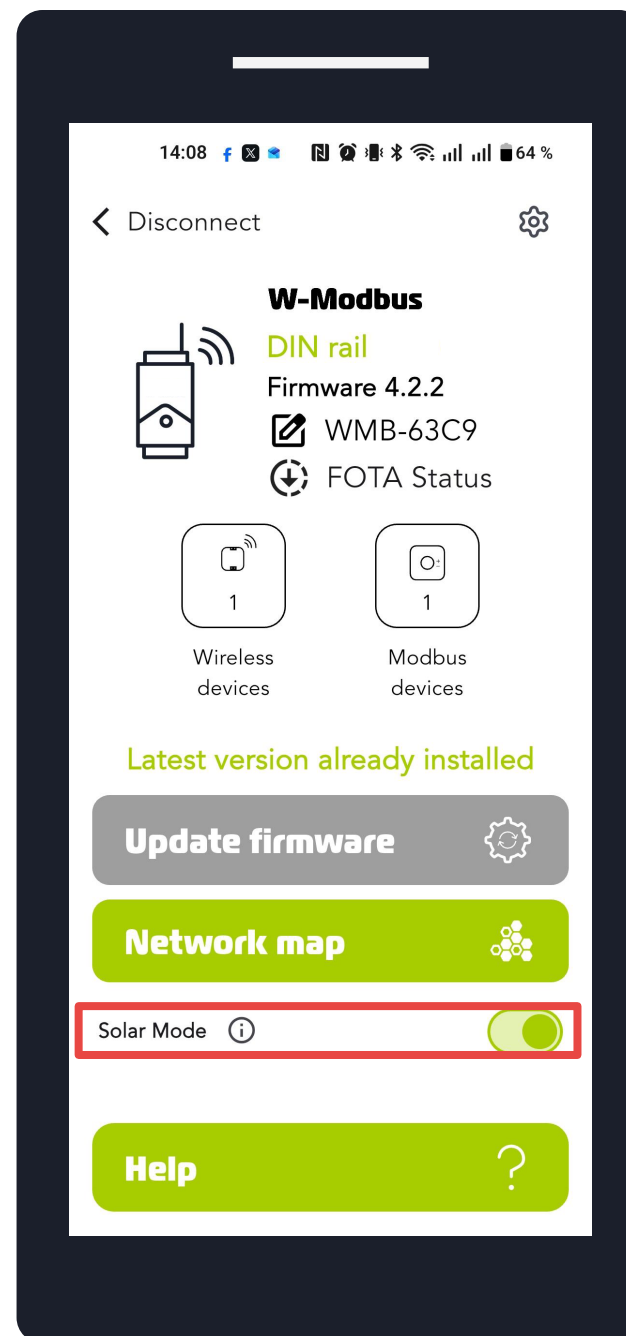 14:08 64 %
Disconnect
W-Modbus
DIN rail
Firmware 4.2.2
WMB-63C9
FOTA Status
1 1
Wireless devices
Modbus devices
Latest version already installed
Update firmware
Network map
Solar Mode
Help ?